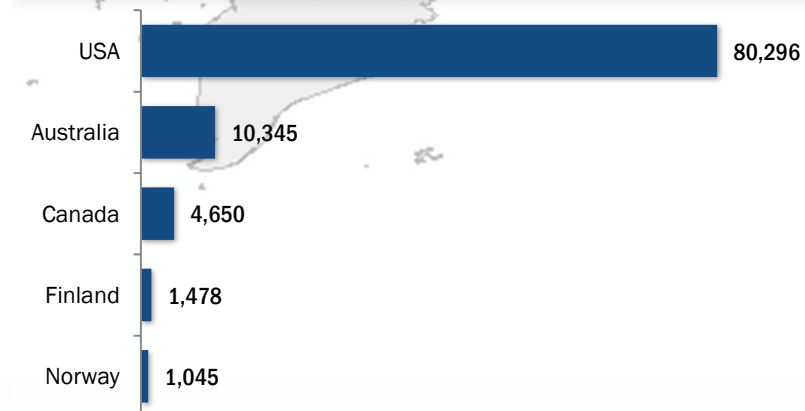 USA 80,296
Australia 10,345
Canada 4,650
Finland 1,478
Norway 1,045